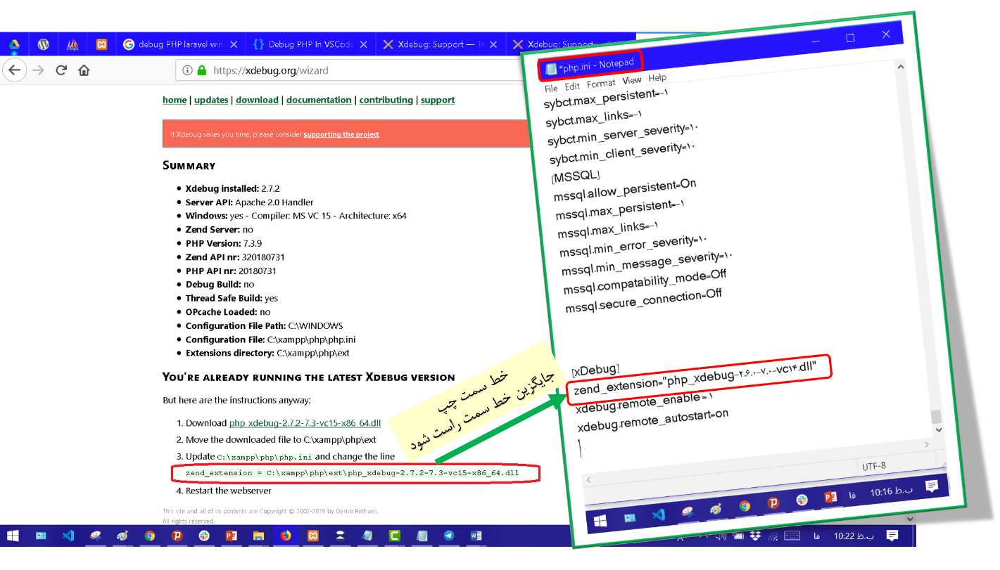 debug PHP laravel win
Debug PHP In VSCode
Xdebug: Support — Ta
Xdebug: Support — Ta
https://xdebug.org/wizard
home | updates | download | documentation | contributing | support
If Xdebug saves you time, please consider supporting the project.
SUMMARY
• Xdebug installed: 2.7.2
• Server API: Apache 2.0 Handler
• Windows: yes - Compiler: MS VC 15 - Architecture: x64
• Zend Server: no
• PHP Version: 7.3.9
• Zend API nr: 320180731
• PHP API nr: 20180731
• Debug Build: no
• Thread Safe Build: yes
• OPcache Loaded: no
• Configuration File Path: C:\WINDOWS
• Configuration File: C:\xampp\php\php.ini
• Extensions directory: C:\xampp\php\ext
YOU'RE ALREADY RUNNING THE LATEST XDEBUG VERSION
But here are the instructions anyway:
1. Download php_xdebug-2.7.2-7.3-vc15-x86_64.dll
2. Move the downloaded file to C:\xampp\php\ext
3. Update C:\xampp\php\php.ini and change the line
zend_extension = C:\xampp\php\ext\php_xdebug-2.7.2-7.3-vc15-x86_64.dll
4. Restart the webserver
This site and all of its contents are Copyright © 2002-2019 by Derick Rethans.
All rights reserved.
خط سمت چپ
جایگزین خط سمت راست شود
*php.ini - Notepad
File Edit Format View Help
sybct.max_persistent=-۱
sybct.max_links=-۱
sybct.min_server_severity=۱۰
sybct.min_client_severity=۱۰
[MSSQL]
mssql.allow_persistent=On
mssql.max_persistent=-۱
mssql.max_links=-۱
mssql.min_error_severity=۱۰
mssql.min_message_severity=۱۰
mssql.compatability_mode=Off
mssql.secure_connection=Off
[xDebug]
zend_extension="php_xdebug-۲.۶.۰-۷.۰-vc۱۴.dll"
xdebug.remote_enable=۱
xdebug.remote_autostart=on
UTF-8
فا 10:16 ب.ظ
فا 10:22 ب.ظ